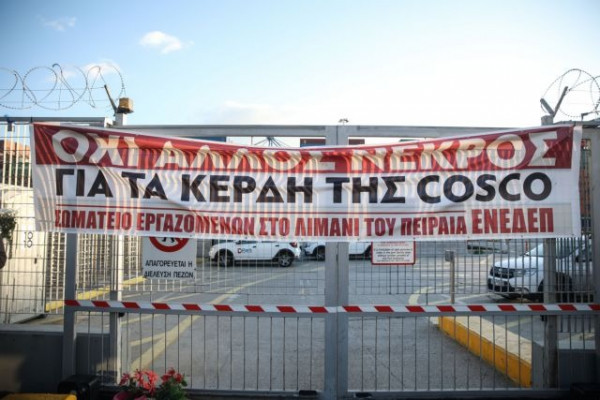 ΟΧΙ ΑΛΛΟΣ ΝΕΚΡΟΣ
ΓΙΑ ΤΑ ΚΕΡΔΗ ΤΗΣ COSCO
ΣΩΜΑΤΕΙΟ ΕΡΓΑΖΟΜΕΝΩΝ ΣΤΟ ΛΙΜΑΝΙ ΤΟΥ ΠΕΙΡΑΙΑ ΕΝΕΔΕΠ
ΑΠΑΓΟΡΕΥΕΤΑΙ Η
ΔΙΕΛΕΥΣΗ ΠΕΖΩΝ